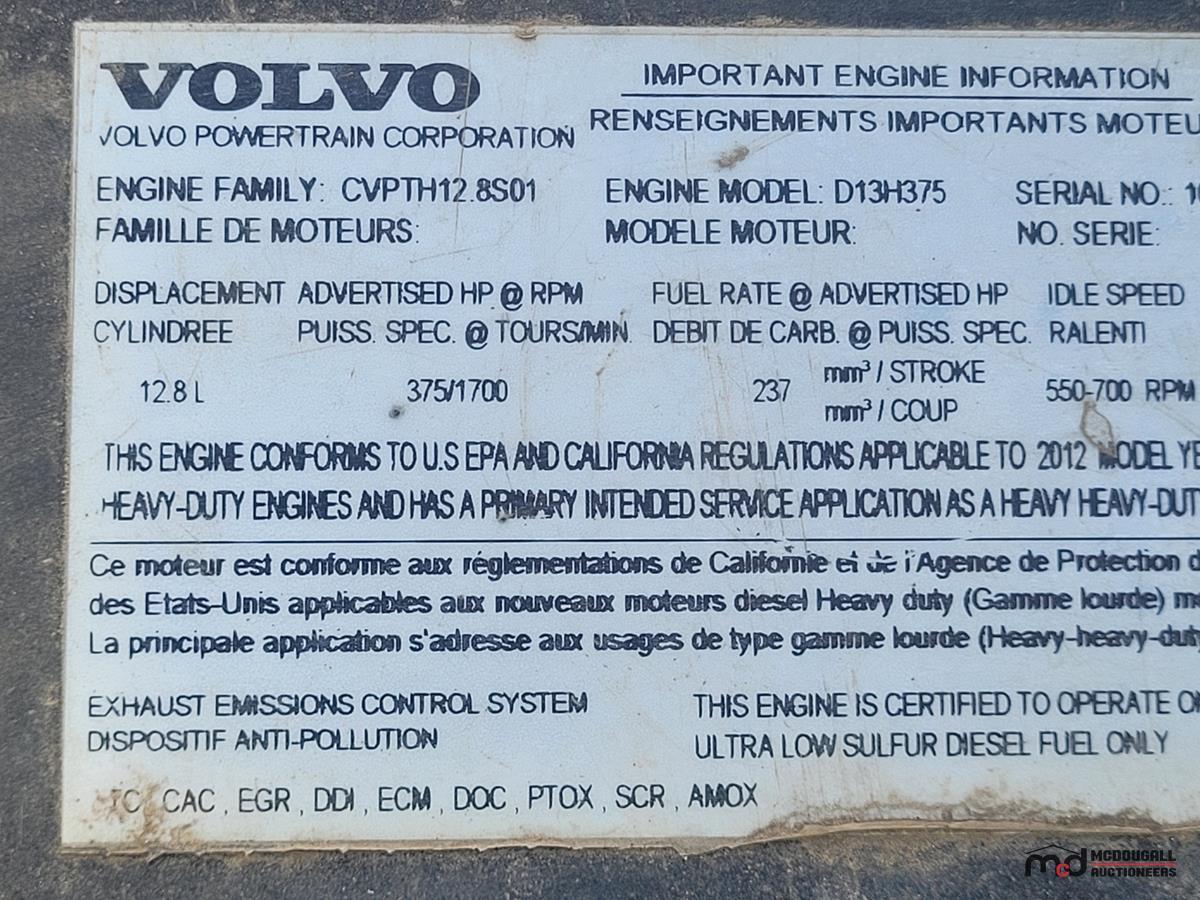 VOLVO
IMPORTANT ENGINE INFORMATION
VOLVO POWERTRAIN CORPORATION
RENSEIGNEMENTS IMPORTANTS
ENGINE FAMILY: CVPTH12.8S01 ENGINE MODEL: D13H375 SERIAL NO.:
FAMILLE DE MOTEURS: MODELE MOTEUR: NO. SERIE:
DISPLACEMENT ADVERTISED HP @ RPM FUEL RATE @ ADVERTISED HP IDLE SPEED
CYLINDREE PUISS. SPEC. @ TOURS/MIN. DEBIT DE CARB. @ PUISS. SPEC. RALENTI
mm³ / STROKE
12.8 L 375/1700 237 550-700 RPM
mm³ / COUP
THIS ENGINE CONFORMS TO U.S EPA AND CALIFORNIA REGULATIONS APPLICABLE TO 2012 MODEL
HEAVY-DUTY ENGINES AND HAS A PRIMARY INTENDED SERVICE APPLICATION AS A HEAVY
Ce moteur est conforme aux réglementations de Californie et de l'Agence de Protection
des Etats-Unis applicables aux nouveaux moteurs diesel Heavy duty (Gamme lourde)
La principale application s'adresse aux usages de type gamme lourde (Heavy-heavy-duty
EXHAUST EMISSIONS CONTROL SYSTEM THIS ENGINE IS CERTIFIED TO OPERATE
DISPOSITIF ANTI-POLLUTION ULTRA LOW SULFUR DIESEL FUEL ONLY
CAC, EGR, DDI, ECM, DOC, PTOX, SCR, AMOX
mcd MCDOUGALL
AUCTIONEERS